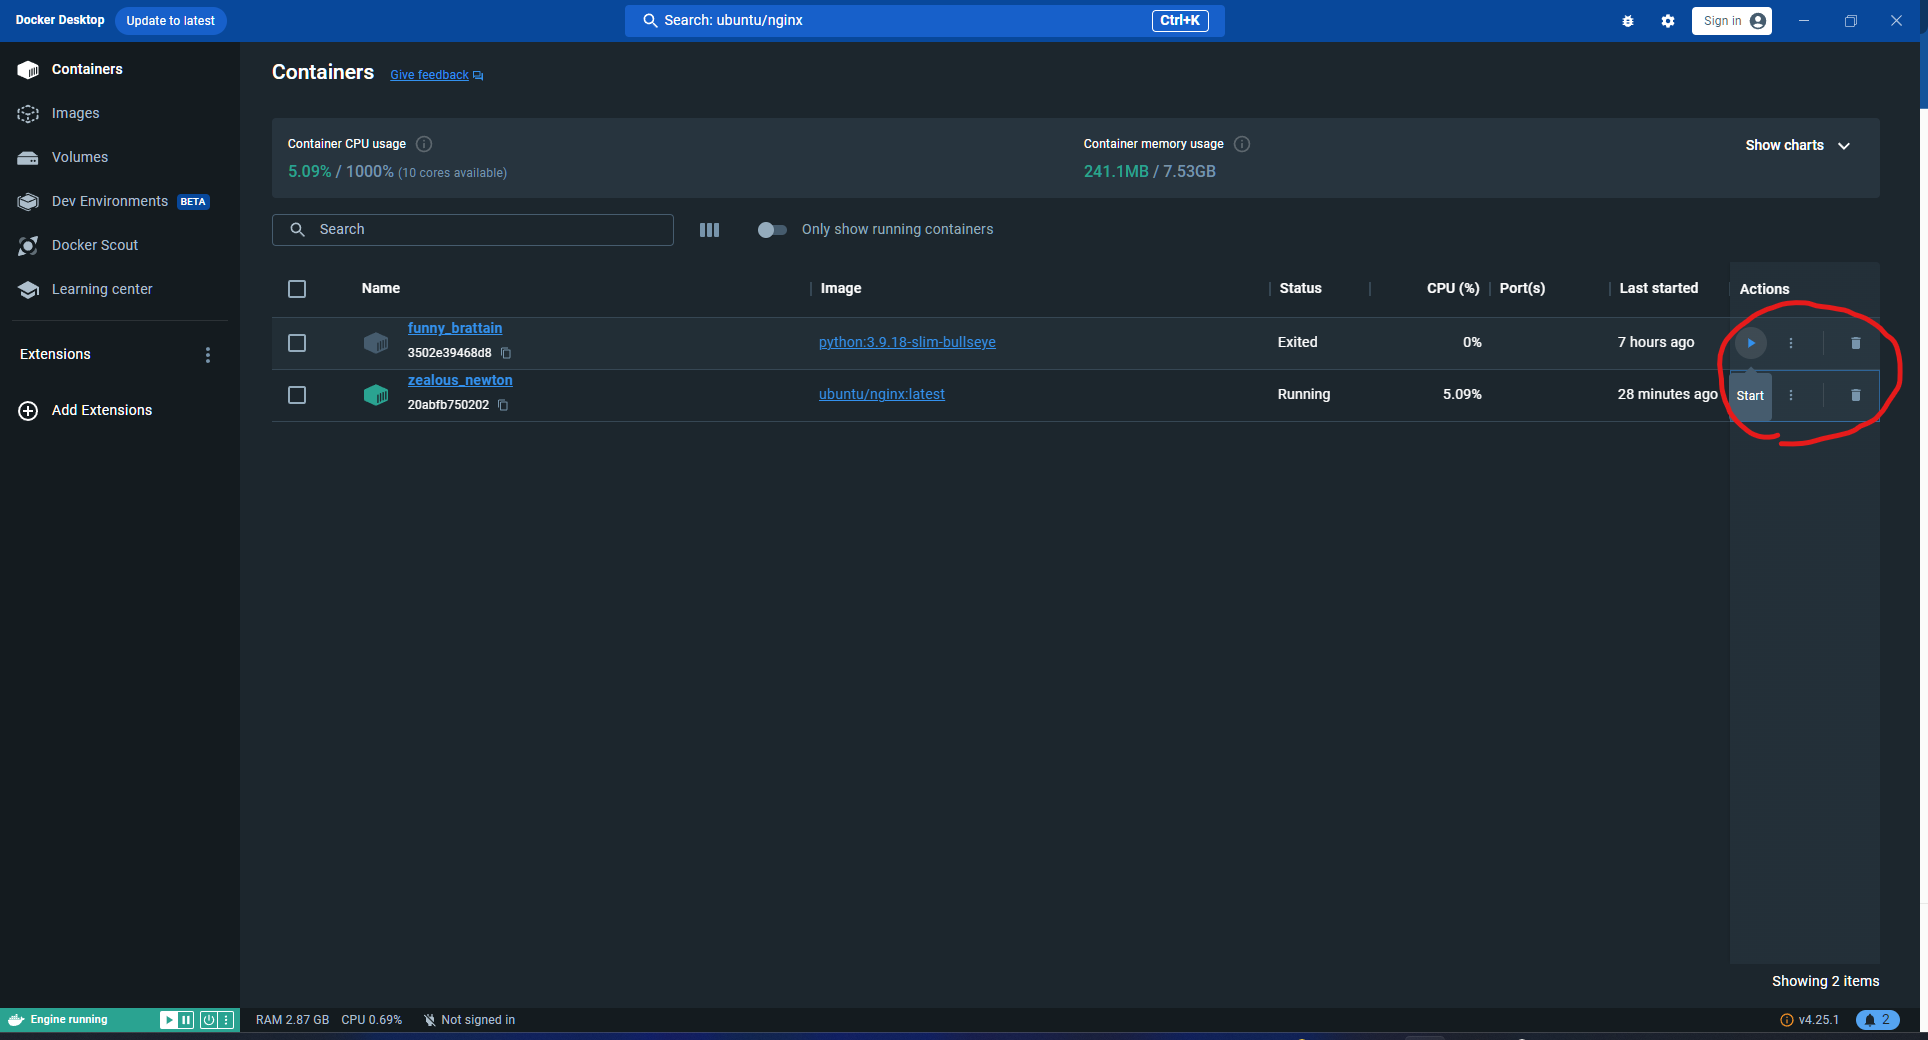 Docker Desktop Update to latest Search: ubuntu/nginx Ctrl+K Sign in
Containers
Images
Volumes
Dev Environments BETA
Docker Scout
Learning center
Extensions
Add Extensions
Containers Give feedback
Container CPU usage
5.09% / 1000% (10 cores available)
Container memory usage
241.1MB / 7.53GB
Show charts
Search Only show running containers
Name Image Status CPU (%) Port(s) Last started Actions
funny_brattain
3502e39468d8
python:3.9.18-slim-bullseye Exited 0% 7 hours ago
zealous_newton
20abfb750202
ubuntu/nginx:latest Running 5.09% 28 minutes ago Start
Showing 2 items
Engine running RAM 2.87 GB CPU 0.69% Not signed in v4.25.1 2